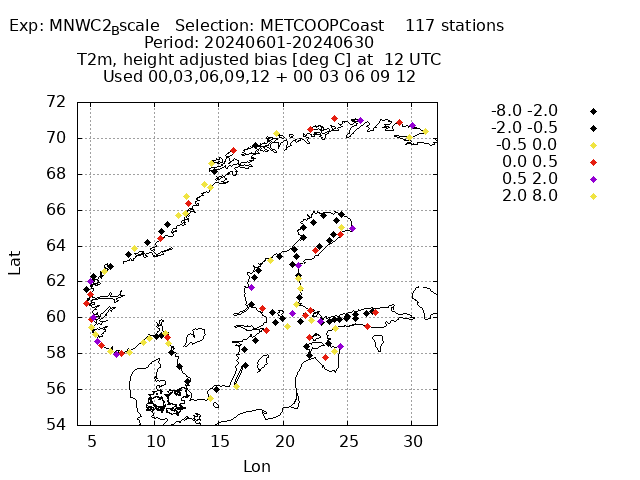 Exp: MNWC2Bscale   Selection: METCOOPCoast    117 stations
Period: 20240601-20240630
T2m, height adjusted bias [deg C] at  12 UTC
Used 00,03,06,09,12 + 00 03 06 09 12
-8.0 -2.0
-2.0 -0.5
-0.5 0.0
0.0 0.5
0.5 2.0
2.0 8.0
Lat
72
70
68
66
64
62
60
58
56
54
5 10 15 20 25 30
Lon